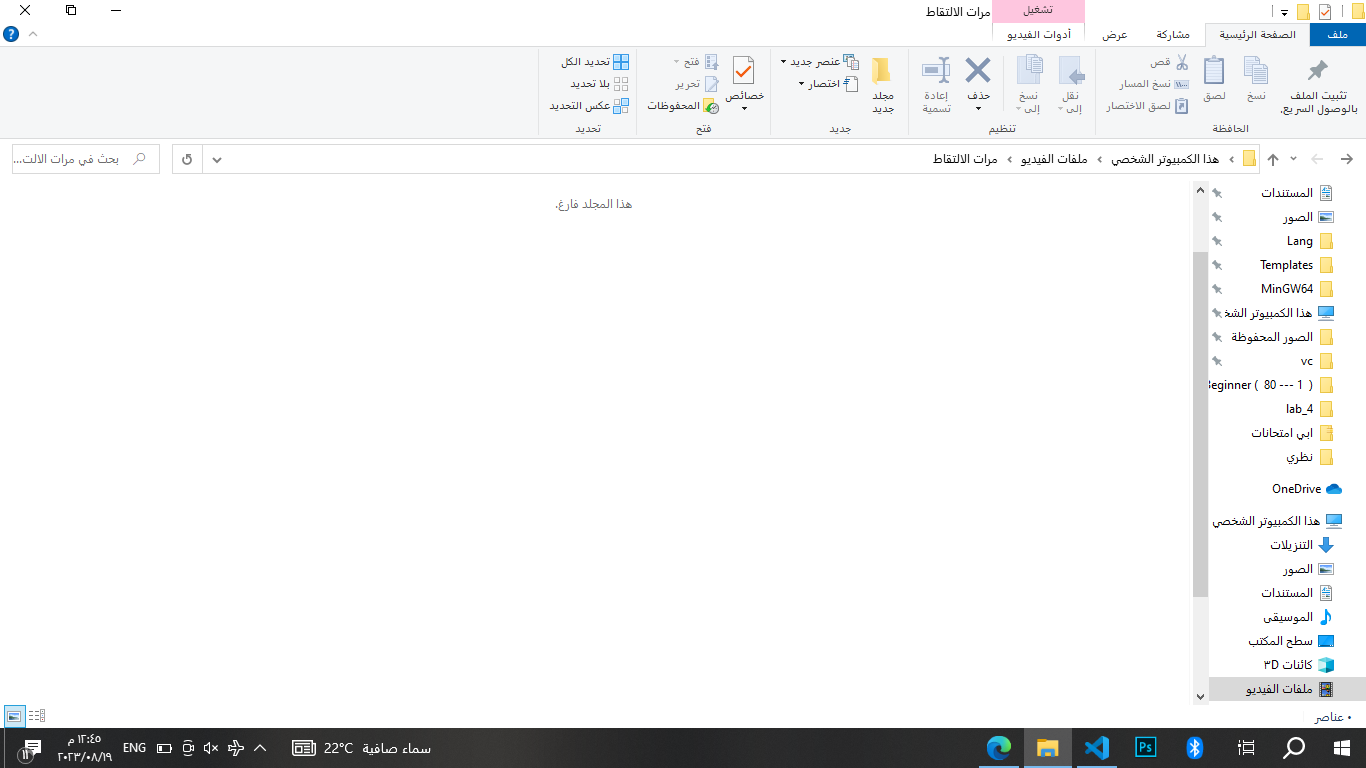 تشغيل
مرات الالتقاط
ملف
الصفحة الرئيسية
مشاركة
عرض
أدوات الفيديو
تثبيت الملف
بالوصول السريع.
نسخ
لصق
قص
نسخ المسار
لصق الاختصار
الحافظة
نقل
إلى
نسخ
إلى
حذف
إعادة
تسمية
تنظيم
مجلد
جديد
عنصر جديد
اختصار
جديد
خصائص
فتح
تحرير
المحفوظات
فتح
تحديد الكل
بلا تحديد
عكس التحديد
تحديد
هذا الكمبيوتر الشخصي ‹ ملفات الفيديو ‹ مرات الالتقاط
بحث في مرات الالت...
هذا المجلد فارغ.
المستندات
الصور
Lang
Templates
MinGW64
هذا الكمبيوتر الشخ
الصور المحفوظة
vc
Beginner ( 80 --- 1 )
lab_4
ابي امتحانات
نظري
OneDrive
هذا الكمبيوتر الشخصي
التنزيلات
الصور
المستندات
الموسيقى
سطح المكتب
كائنات ٣D
ملفات الفيديو
٠ عناصر
Ps
سماء صافية 22°C
ENG
١٢:٤٥ م
٢٠٢٣/٠٨/١٩
١١